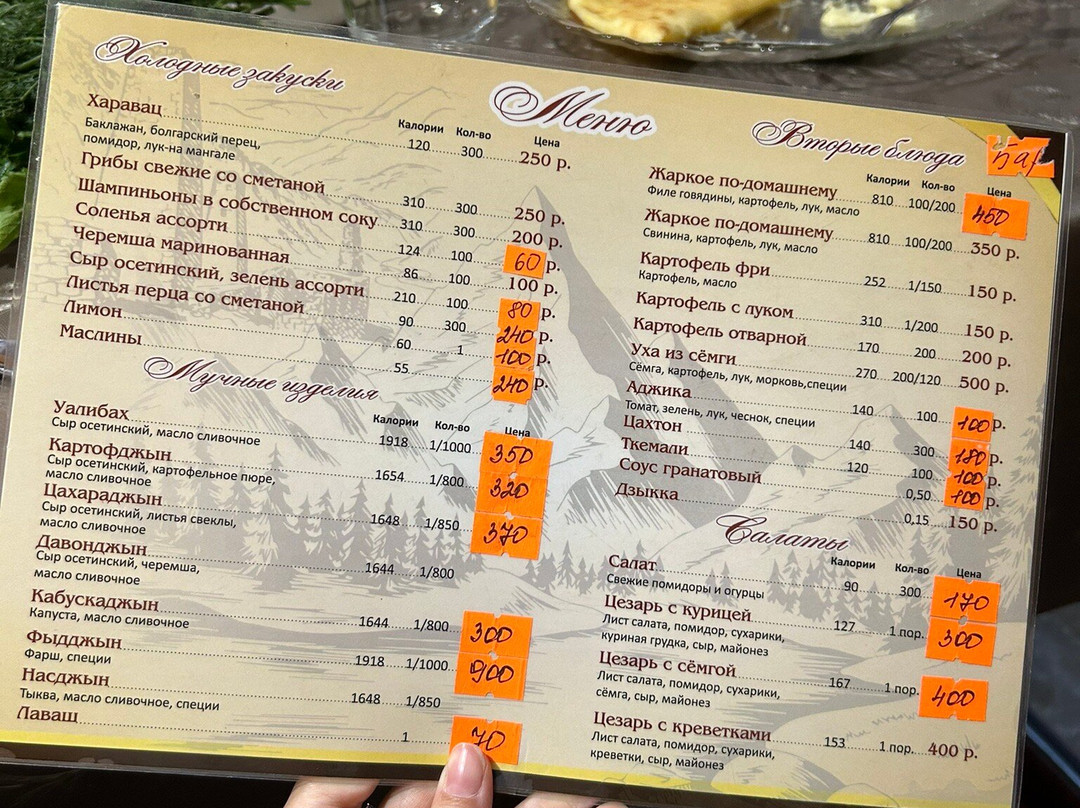 Меню
Холодные закуски
Калории Кол-во Цена
Харавац 120 300 250 р.
Баклажан, болгарский перец,
помидор, лук-на мангале
Грибы свежие со сметаной 310 300 250 р.
Шампиньоны в собственном соку 310 300 200 р.
Соленья ассорти 124 100 60 р.
Черемша маринованная 86 100 100 р.
Сыр осетинский, зелень ассорти 210 100 80 р.
Листья перца со сметаной 90 300 240 р.
Лимон 60 1 100 р.
Маслины 55 240 р.
Мучные изделия
Калории Кол-во Цена
Уалибах 1918 1/1000 350
Сыр осетинский, масло сливочное
Картофджын 1654 1/800 320
Сыр осетинский, картофельное пюре,
масло сливочное
Цахараджын 1648 1/850 370
Сыр осетинский, листья свеклы,
масло сливочное
Давонджын 1644 1/800
Сыр осетинский, черемша,
масло сливочное
Кабускаджын 1644 1/800 300
Капуста, масло сливочное
Фыдджын 1918 1/1000 900
Фарш, специи
Насджын 1648 1/850
Тыква, масло сливочное, специи
Лаваш 1 70
Вторые блюда
Калории Кол-во Цена
Жаркое по-домашнему 810 100/200 450
Филе говядины, картофель, лук, масло
Жаркое по-домашнему 810 100/200 350 р.
Свинина, картофель, лук, масло
Картофель фри 252 1/150 150 р.
Картофель, масло
Картофель с луком 310 1/200 150 р.
Картофель отварной 170 200 200 р.
Уха из сёмги 270 200/120 500 р.
Сёмга, картофель, лук, морковь,специи
Аджика 140 100 100 р.
Томат, зелень, лук, чеснок, специи
Цахтон 140 300 180 р.
Ткемали 120 100 100 р.
Соус гранатовый 0,50 100 р.
Дзыкка 0,15 150 р.
Салаты
Калории Кол-во Цена
Салат 90 300 170
Свежие помидоры и огурцы
Цезарь с курицей 127 1 пор. 300
Лист салата, помидор, сухарики,
куриная грудка, сыр, майонез
Цезарь с сёмгой 167 1 пор. 400
Лист салата, помидор, сухарики,
сёмга, сыр, майонез
Цезарь с креветками 153 1 пор. 400 р.
Лист салата, помидор, сухарики,
креветки, сыр, майонез